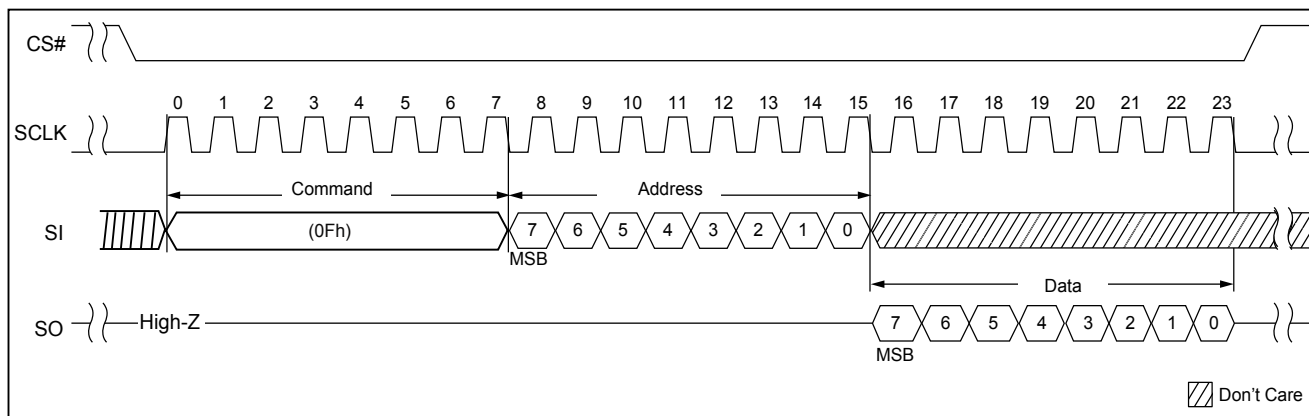 CS#
0 1 2 3 4 5 6 7 8 9 10 11 12 13 14 15 16 17 18 19 20 21 22 23
SCLK
Command Address
SI (0Fh) 7 6 5 4 3 2 1 0
MSB
Data
SO High-Z 7 6 5 4 3 2 1 0
MSB
Don't Care